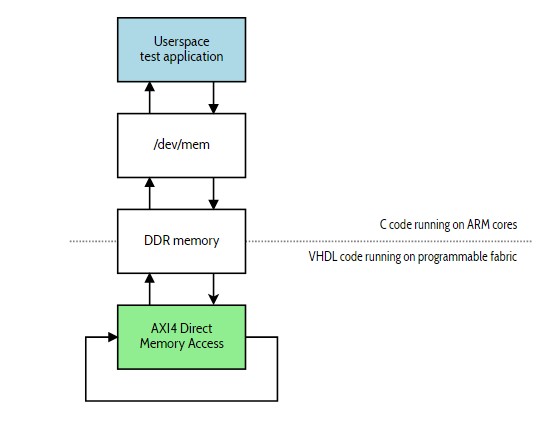 Userspace
test application
/dev/mem
C code running on ARM cores
DDR memory
VHDL code running on programmable fabric
AXI4 Direct
Memory Access